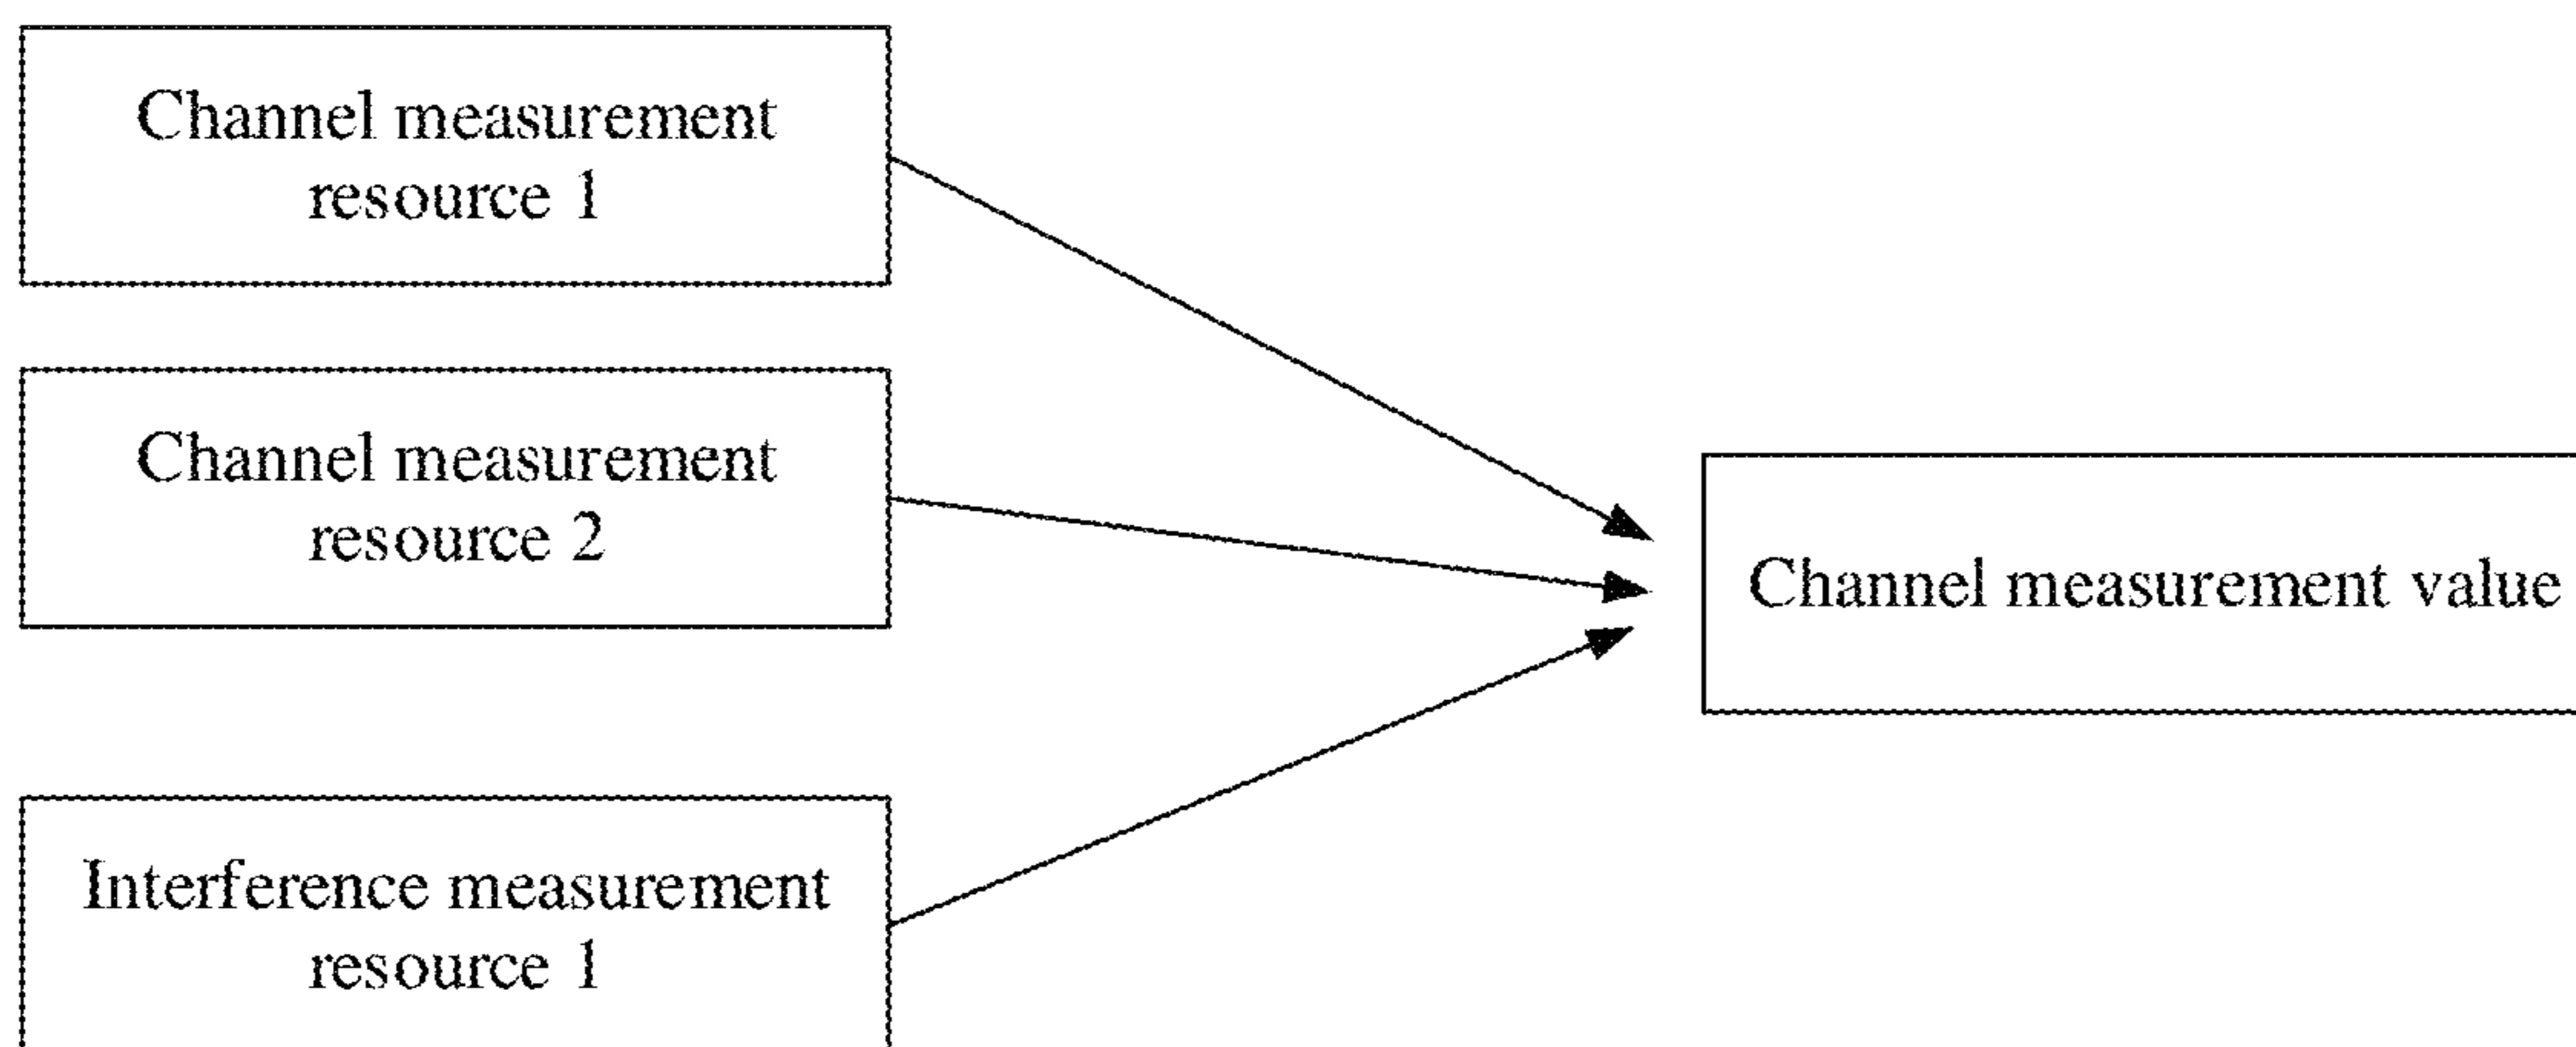 Channel measurement
resource 1
Channel measurement
resource 2
Channel measurement value
Interference measurement
resource 1